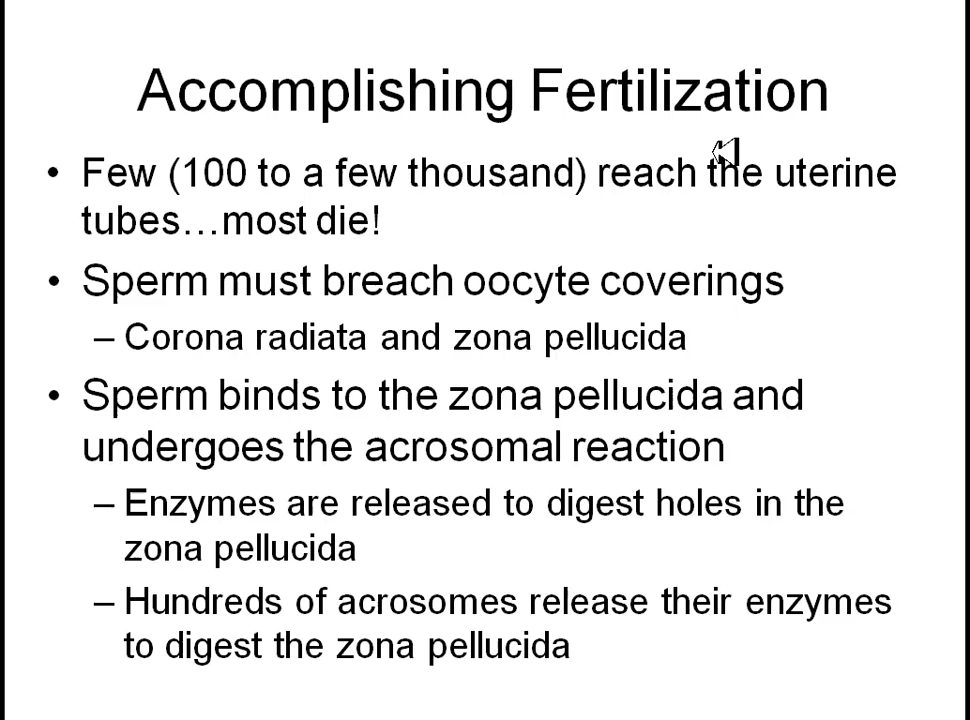 Accomplishing Fertilization
• Few (100 to a few thousand) reach the uterine
tubes…most die!
• Sperm must breach oocyte coverings
– Corona radiata and zona pellucida
• Sperm binds to the zona pellucida and
undergoes the acrosomal reaction
– Enzymes are released to digest holes in the
zona pellucida
– Hundreds of acrosomes release their enzymes
to digest the zona pellucida